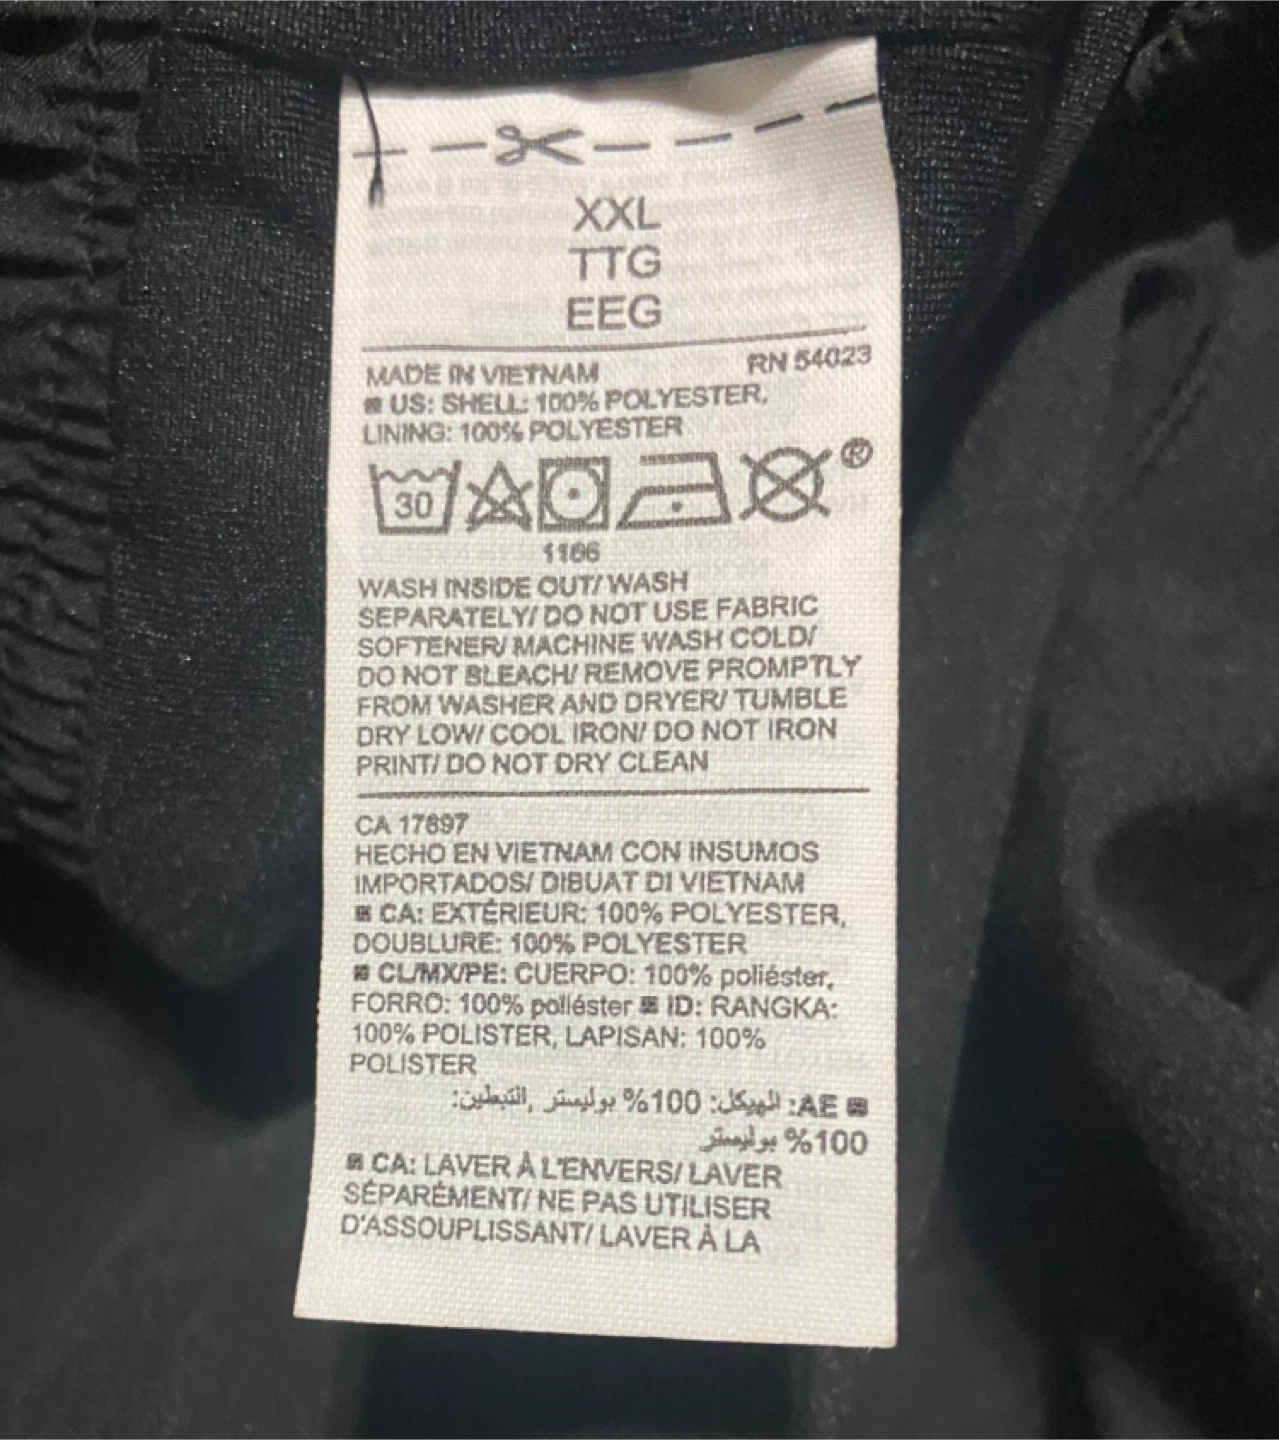 XXL
TTG
EEG
MADE IN VIETNAM RN 54023
US: SHELL: 100% POLYESTER,
LINING: 100% POLYESTER
30 ®
1166
WASH INSIDE OUT/ WASH
SEPARATELY/ DO NOT USE FABRIC
SOFTENER/ MACHINE WASH COLD/
DO NOT BLEACH/ REMOVE PROMPTLY
FROM WASHER AND DRYER/ TUMBLE
DRY LOW/ COOL IRON/ DO NOT IRON
PRINT/ DO NOT DRY CLEAN
CA 17697
HECHO EN VIETNAM CON INSUMOS
IMPORTADOS/ DIBUAT DI VIETNAM
CA: EXTÉRIEUR: 100% POLYESTER,
DOUBLURE: 100% POLYESTER
CL/MX/PE: CUERPO: 100% poliéster,
FORRO: 100% poliéster ID: RANGKA:
100% POLISTER, LAPISAN: 100%
POLISTER
AE: الهيكل: 100% بوليستر ,التبطين:
100% بوليستر
CA: LAVER À L'ENVERS/ LAVER
SÉPARÉMENT/ NE PAS UTILISER
D'ASSOUPLISSANT/ LAVER À LA